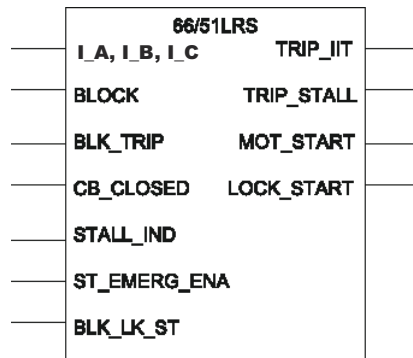 66/51LRS
I_A, I_B, I_C TRIP_IIT
BLOCK TRIP_STALL
BLK_TRIP MOT_START
CB_CLOSED LOCK_START
STALL_IND
ST_EMERG_ENA
BLK_LK_ST